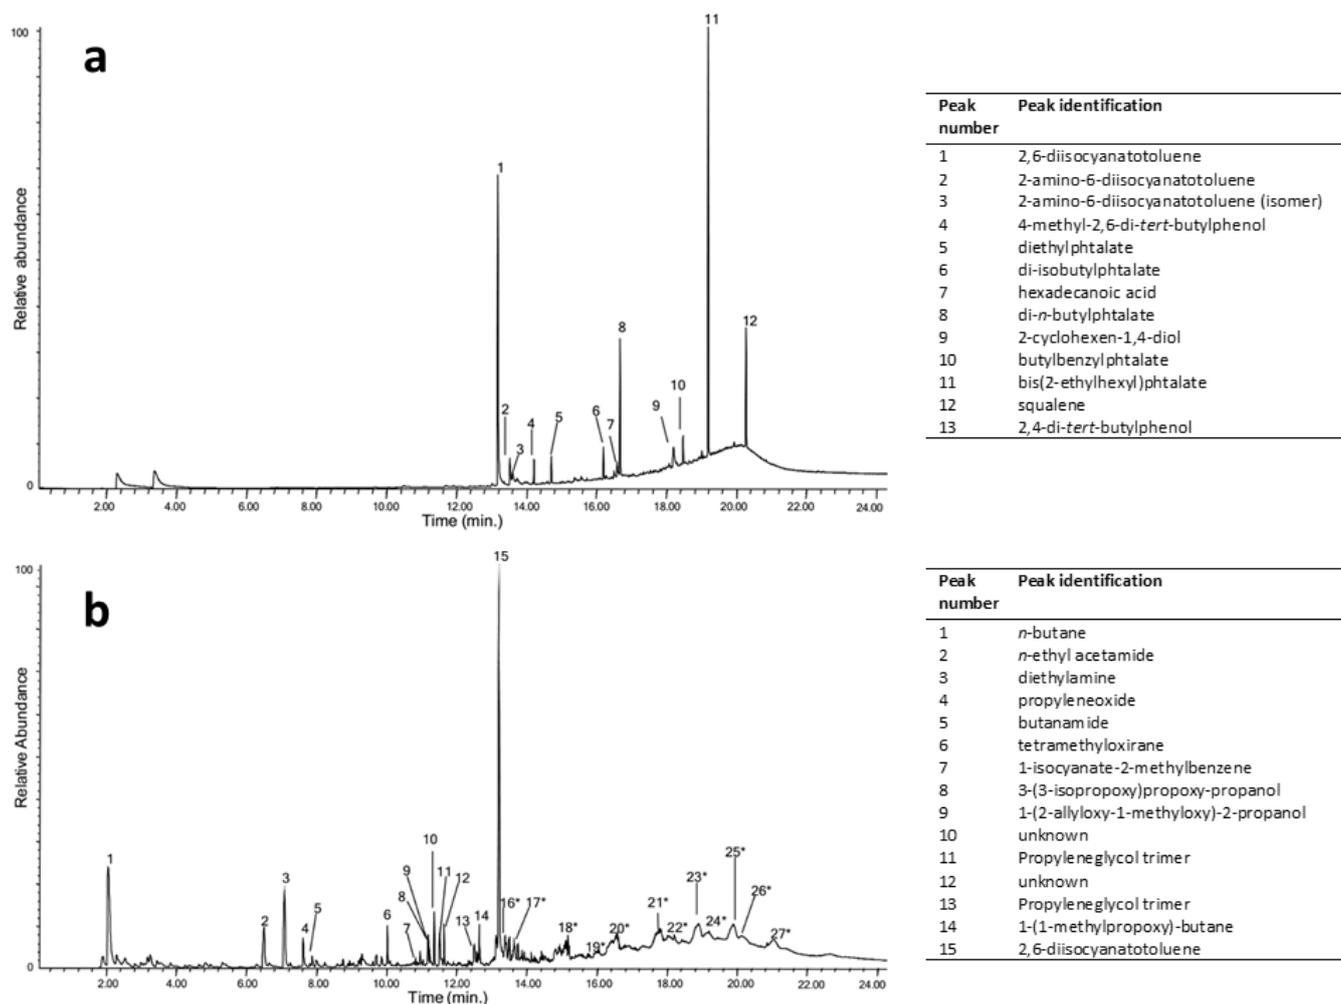 a
100
Relative abundance
0
1
2
3
4
5
6
7
8
9
10
11
12
2.00 4.00 6.00 8.00 10.00 12.00 14.00 16.00 18.00 20.00 22.00 24.00
Time (min.)
Peak number Peak identification
1 2,6-diisocyanatotoluene
2 2-amino-6-diisocyanatotoluene
3 2-amino-6-diisocyanatotoluene (isomer)
4 4-methyl-2,6-di-tert-butylphenol
5 diethylphtalate
6 di-isobutylphtalate
7 hexadecanoic acid
8 di-n-butylphtalate
9 2-cyclohexen-1,4-diol
10 butylbenzylphtalate
11 bis(2-ethylhexyl)phtalate
12 squalene
13 2,4-di-tert-butylphenol
b
100
Relative Abundance
0
1
2
3
4
5
6
7
8
9
10
11
12
13
14
15
16*
17*
18*
19*
20*
21*
22*
23*
24*
25*
26*
27*
2.00 4.00 6.00 8.00 10.00 12.00 14.00 16.00 18.00 20.00 22.00 24.00
Time (min.)
Peak number Peak identification
1 n-butane
2 n-ethyl acetamide
3 diethylamine
4 propyleneoxide
5 butanamide
6 tetramethyloxirane
7 1-isocyanate-2-methylbenzene
8 3-(3-isopropoxy)propoxy-propanol
9 1-(2-allyloxy-1-methyloxy)-2-propanol
10 unknown
11 Propyleneglycol trimer
12 unknown
13 Propyleneglycol trimer
14 1-(1-methylpropoxy)-butane
15 2,6-diisocyanatotoluene